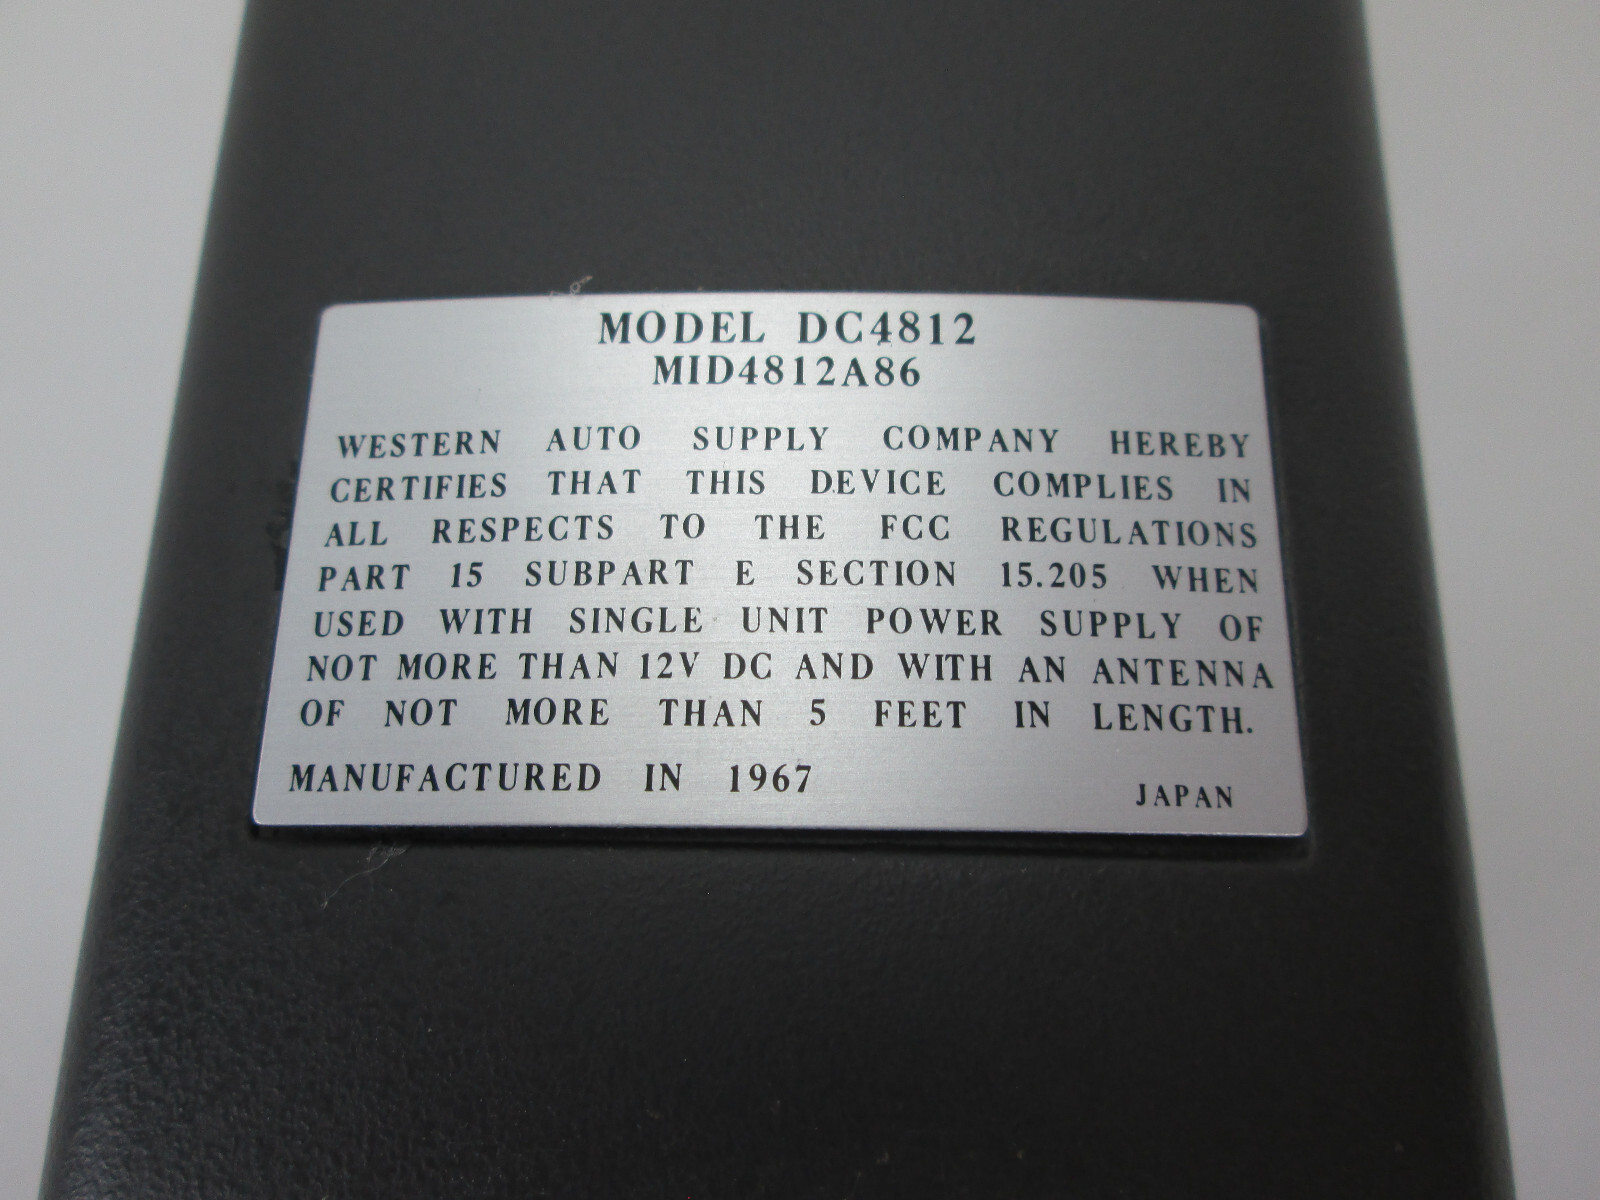 MODEL DC4812
MID4812A86
WESTERN AUTO SUPPLY COMPANY HEREBY
CERTIFIES THAT THIS DEVICE COMPLIES IN
ALL RESPECTS TO THE FCC REGULATIONS
PART 15 SUBPART E SECTION 15.205 WHEN
USED WITH SINGLE UNIT POWER SUPPLY OF
NOT MORE THAN 12V DC AND WITH AN ANTENNA
OF NOT MORE THAN 5 FEET IN LENGTH.
MANUFACTURED IN 1967
JAPAN